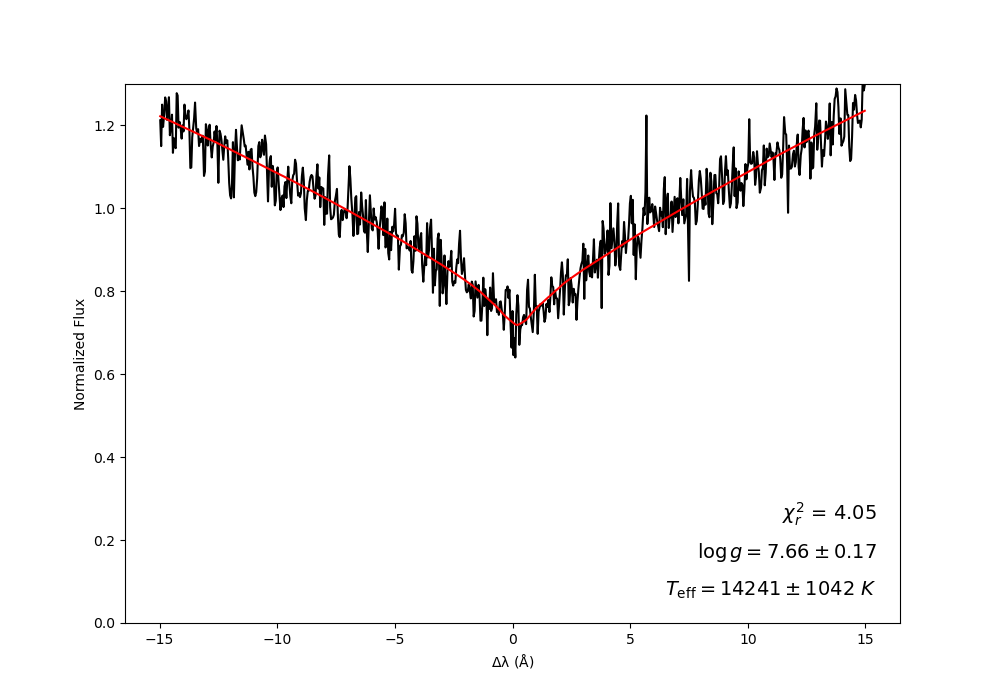 1.2
1.0
0.8
0.6
0.4
0.2
0.0
Normalized Flux
χ²ᵣ = 4.05
log g = 7.66 ± 0.17
T_eff = 14241 ± 1042 K
−15 −10 −5 0 5 10 15
Δλ (Å)